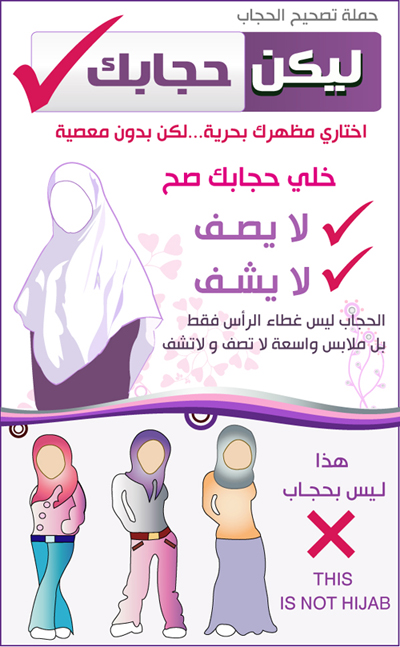 حملة تصحيح الحجاب
ليكن حجابك
اختاري مظهرك بحرية...لكن بدون معصية
خلي حجابك صح
لا يصف
لا يشف
الحجاب ليس غطاء الرأس فقط
بل ملابس واسعة لا تصف و لاتشف
هذا
ليس بحجاب
THIS
IS NOT HIJAB